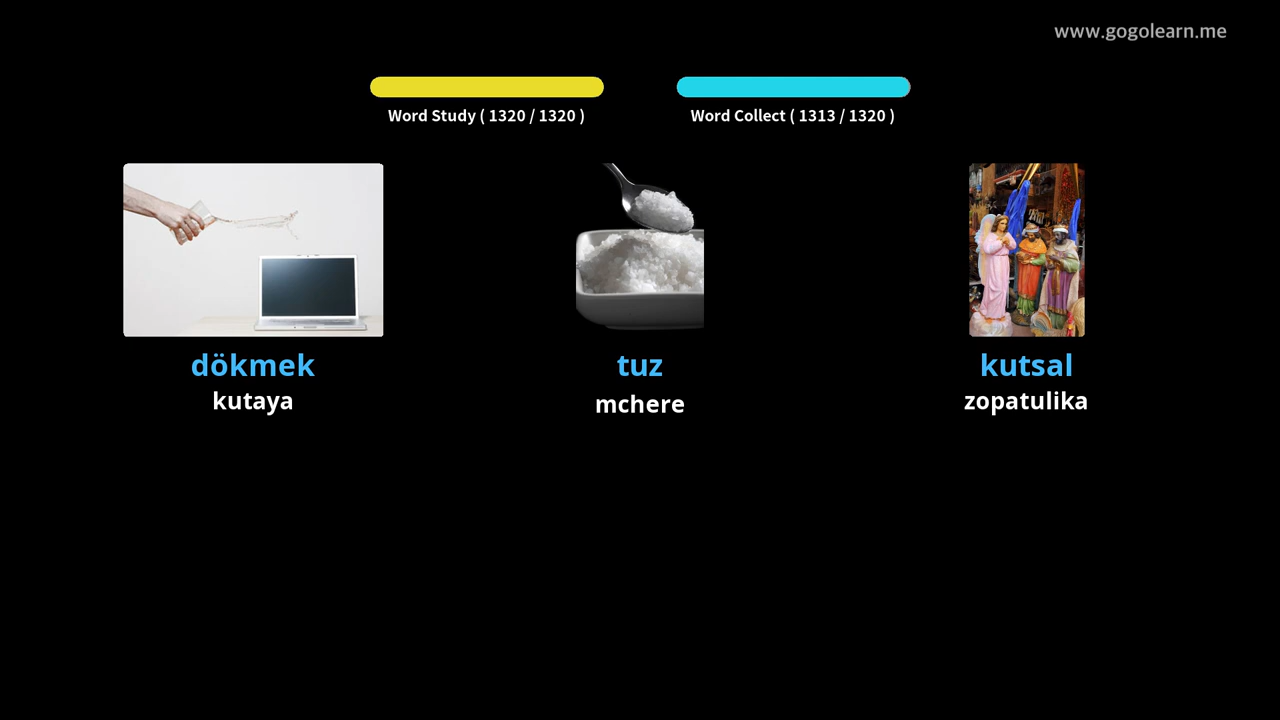 www.gogolearn.me
Word Study ( 1320 / 1320 )
Word Collect ( 1313 / 1320 )
dökmek
kutaya
tuz
mchere
kutsal
zopatulika